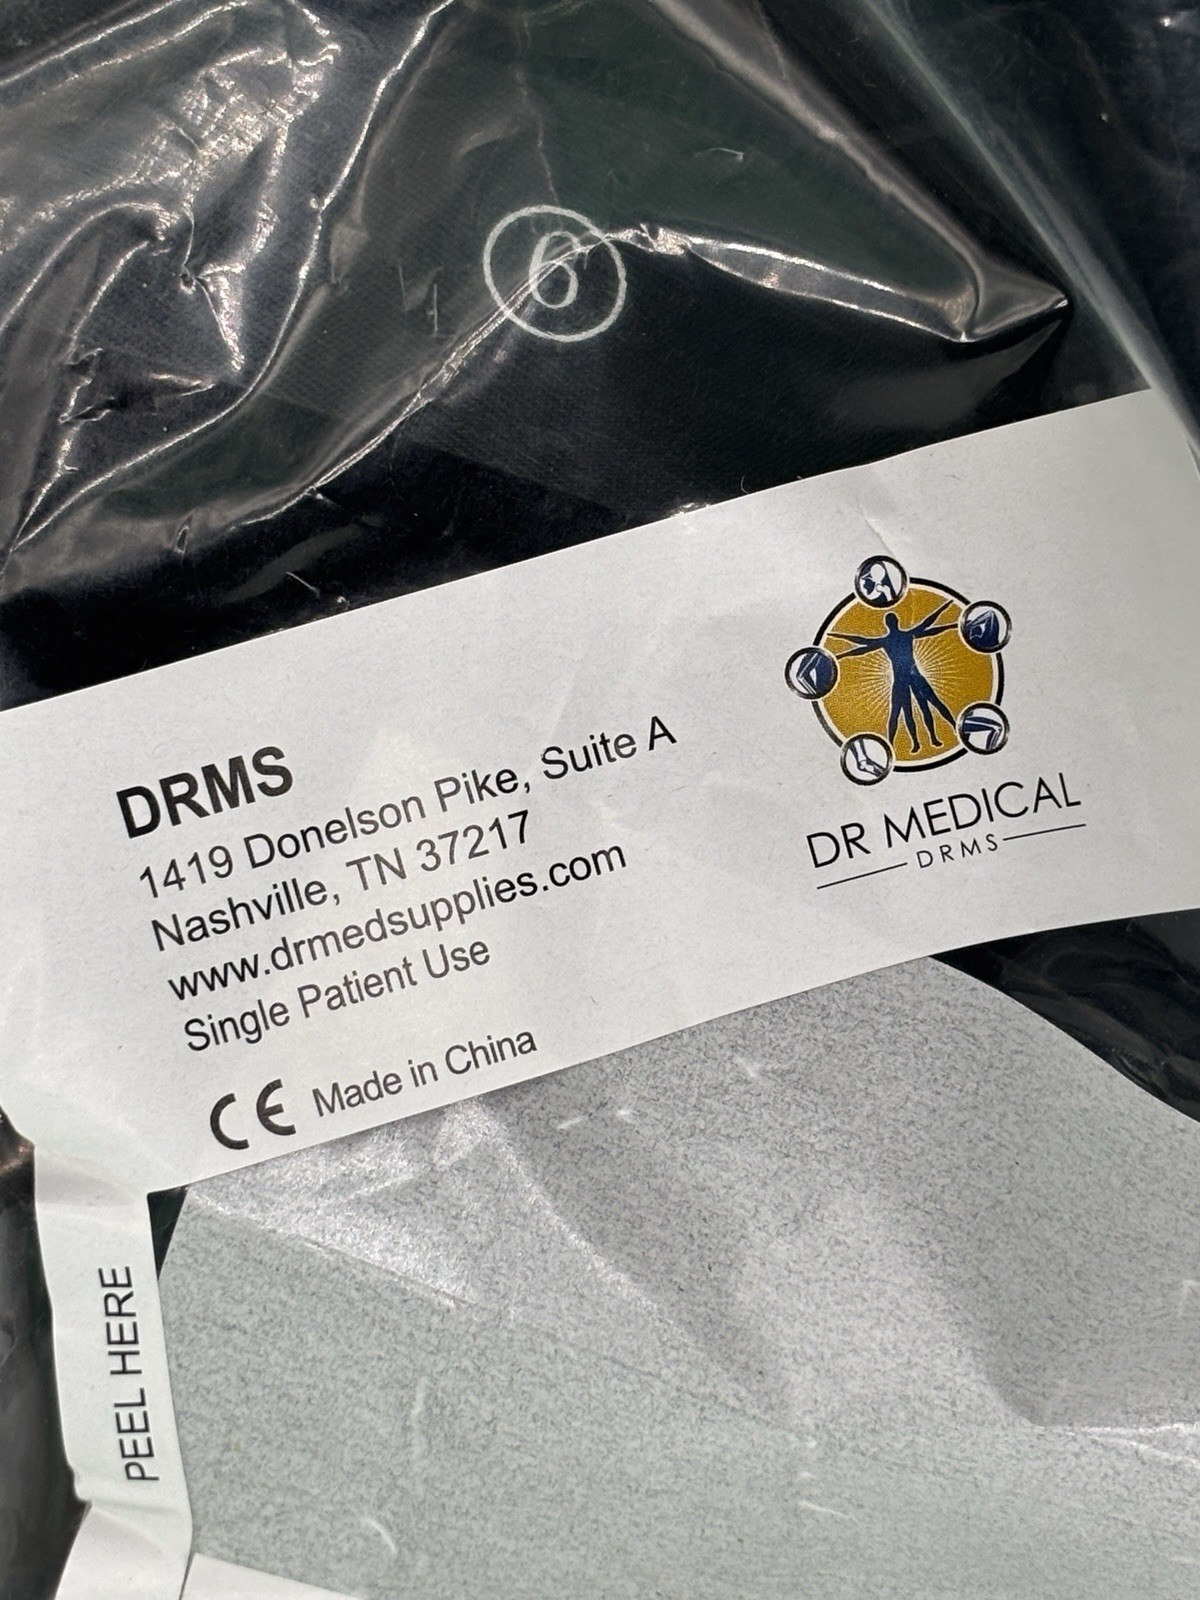 6
DRMS
1419 Donelson Pike, Suite A
Nashville, TN 37217
www.drmedsupplies.com
Single Patient Use
CE Made in China
DR MEDICAL
DRMS
PEEL HERE